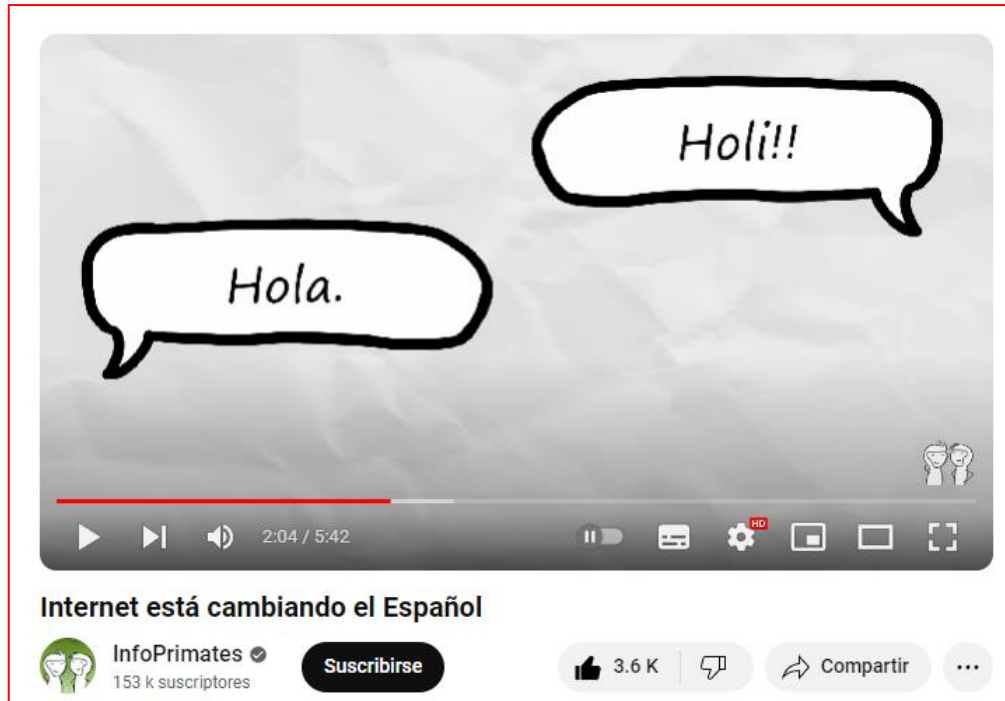 Holi!!
Hola.
2:04 / 5:42
HD
Internet está cambiando el Español
InfoPrimates
153 k suscriptores
Suscribirse
3.6 K
Compartir